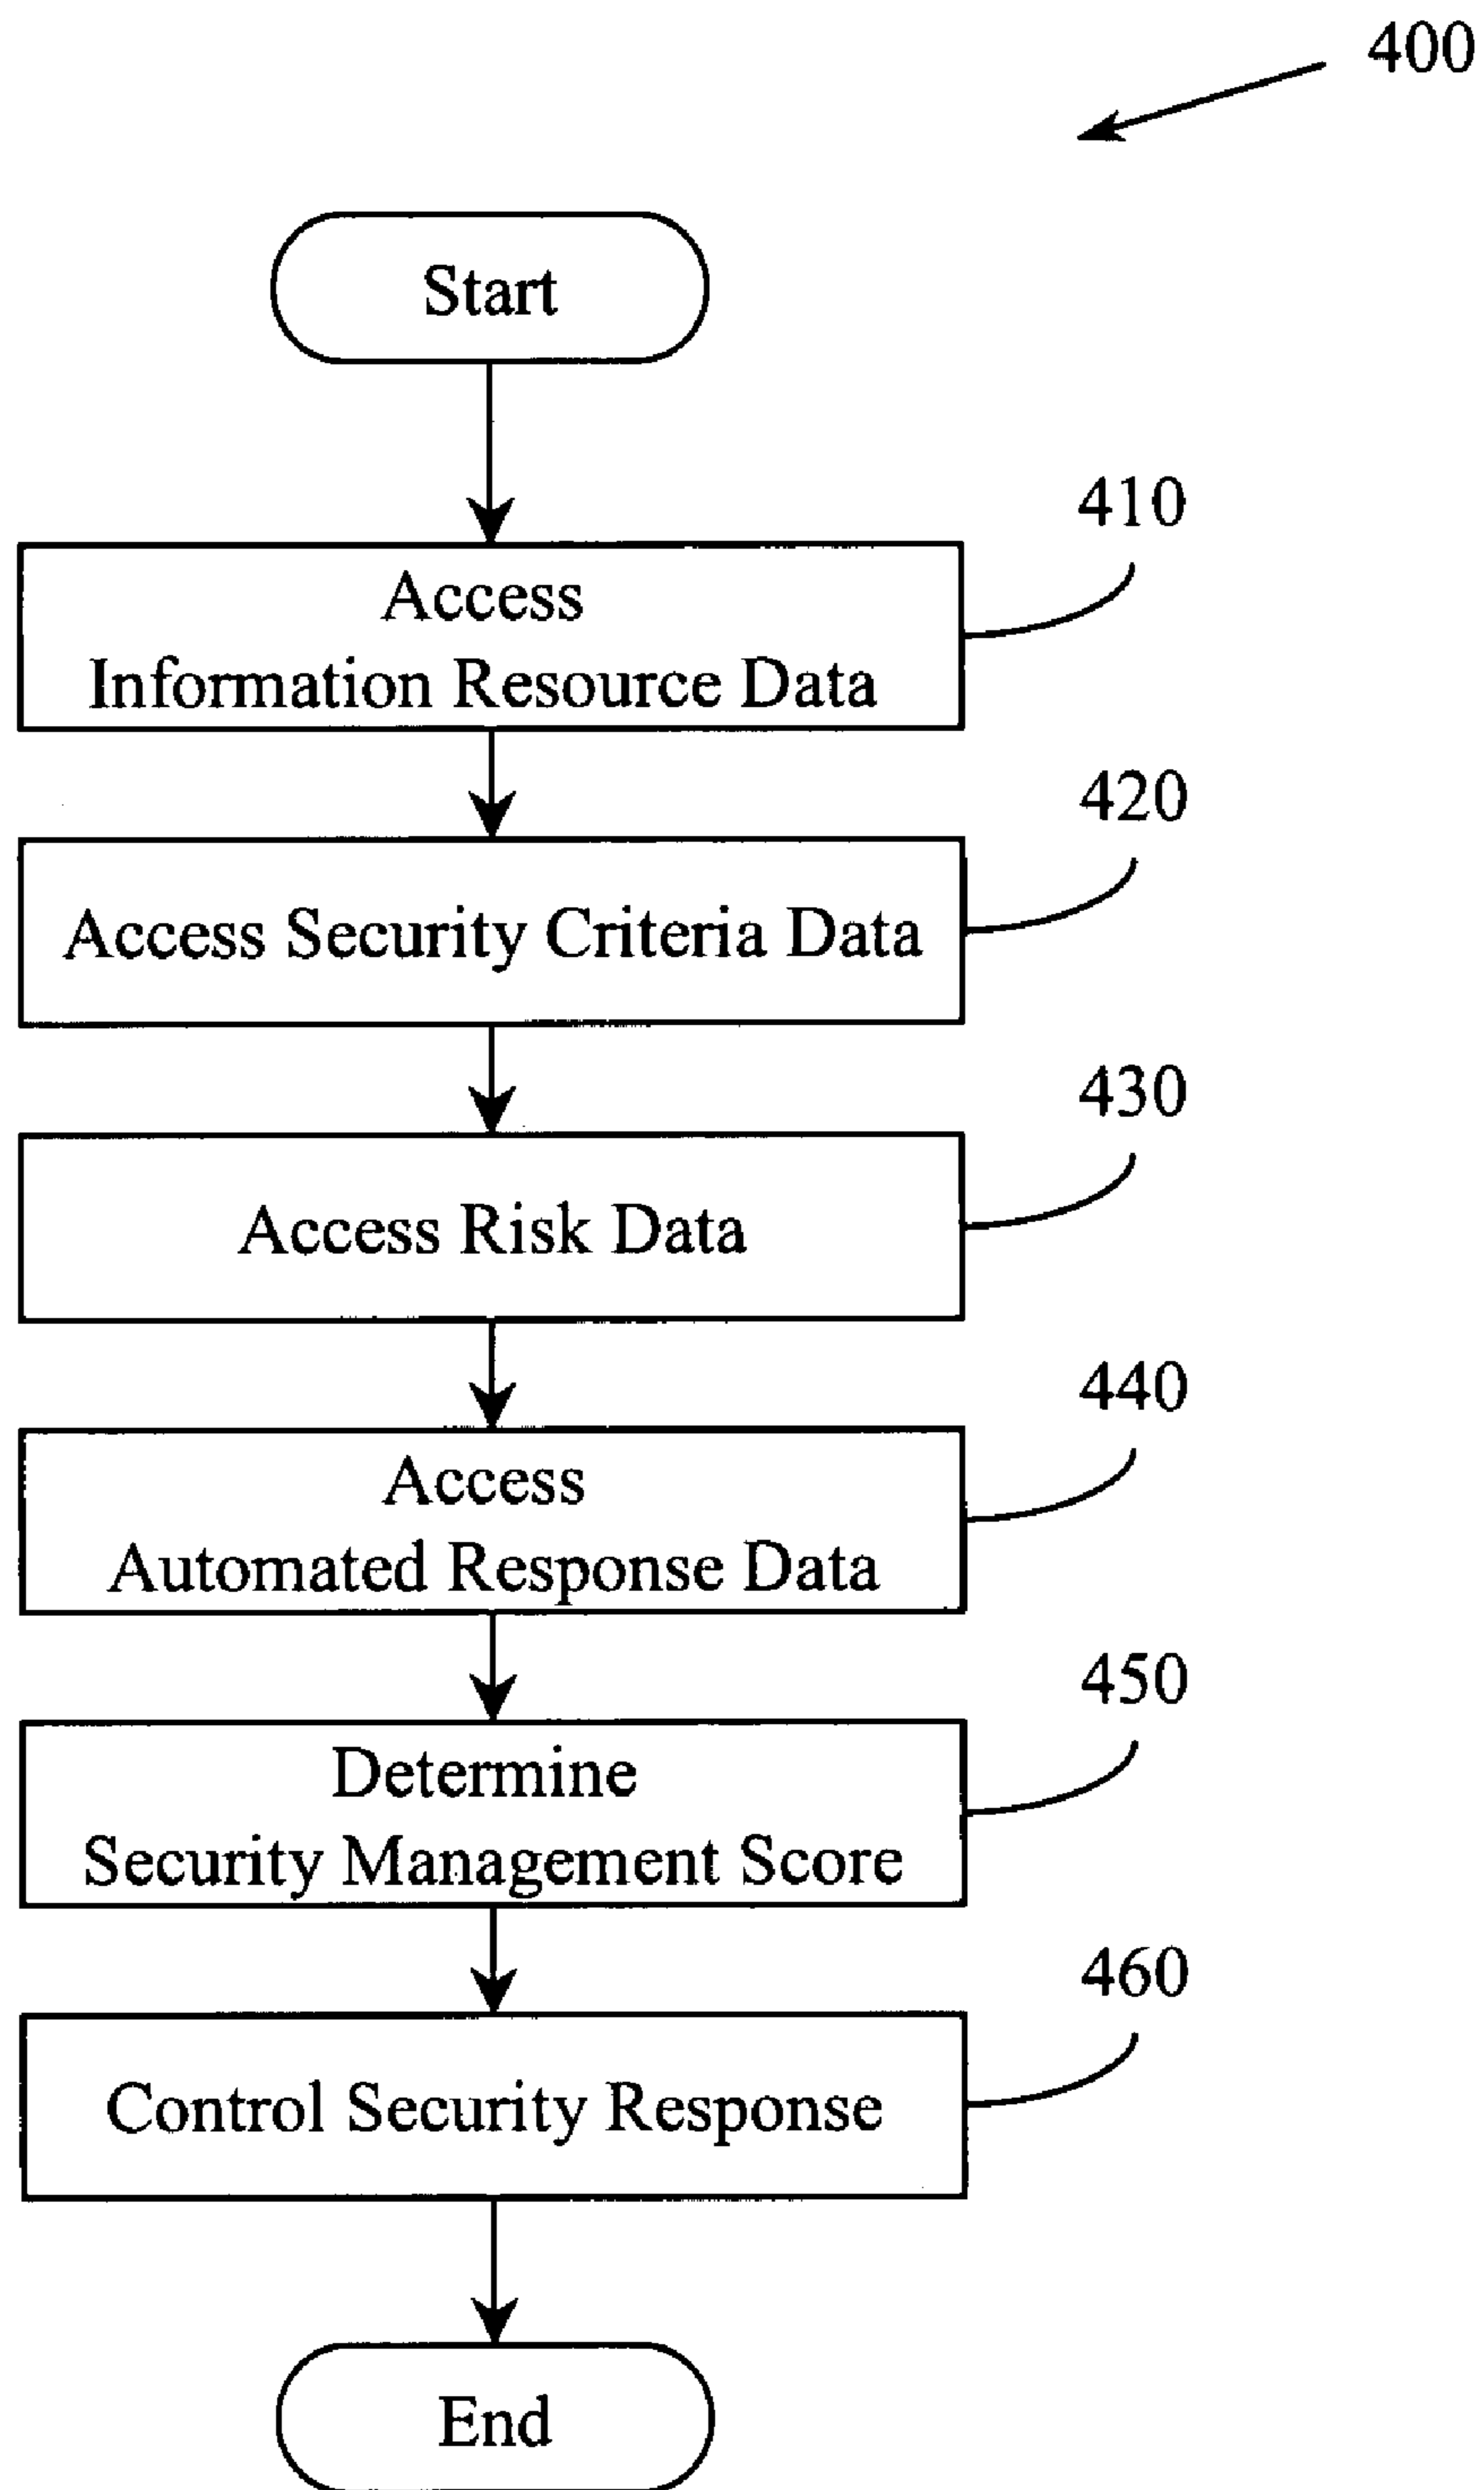 400
Start
410
Access
Information Resource Data
420
Access Security Criteria Data
430
Access Risk Data
440
Access
Automated Response Data
450
Determine
Security Management Score
460
Control Security Response
End